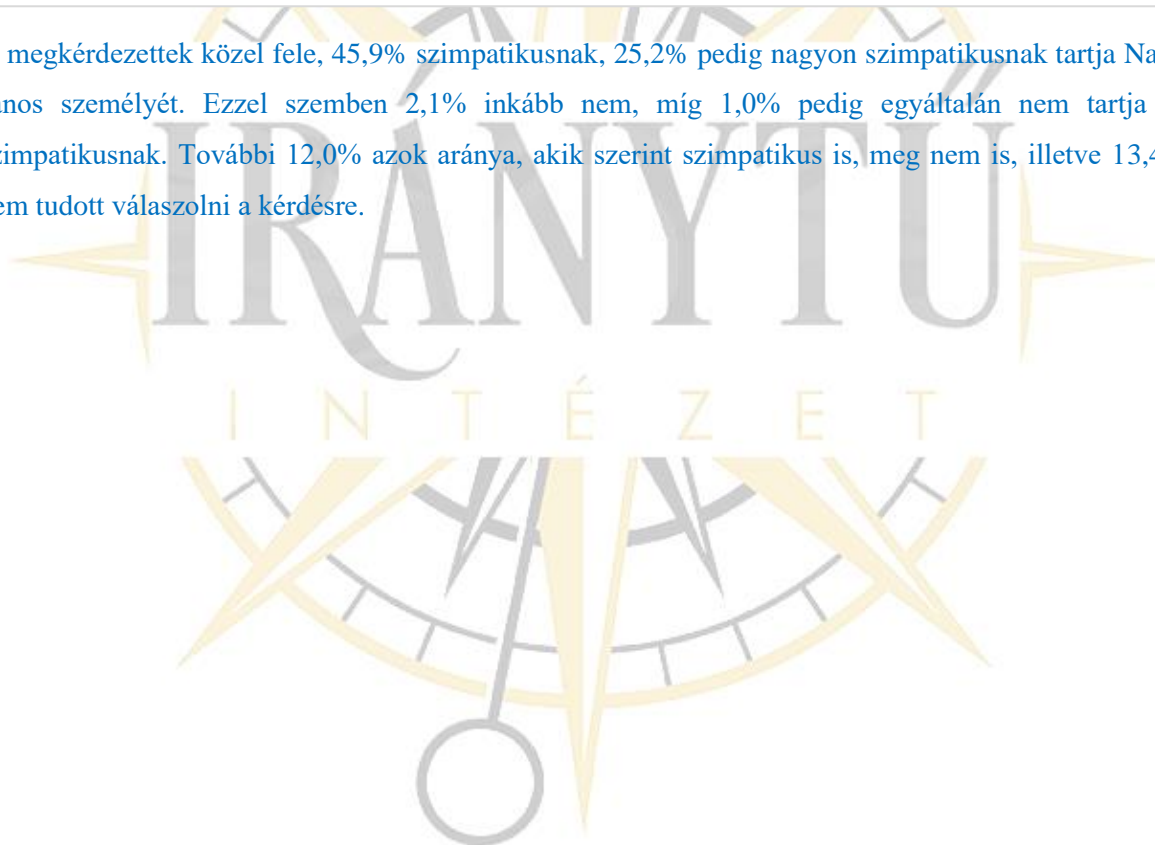 megkérdezettek közel fele, 45,9% szimpatikusnak, 25,2% pedig nagyon szimpatikusnak tartja Na
nos személyét. Ezzel szemben 2,1% inkább nem, míg 1,0% pedig egyáltalán nem tartja
zimpatikusnak. További 12,0% azok aránya, akik szerint szimpatikus is, meg nem is, illetve 13,4
em tudott válaszolni a kérdésre.
IRÁNYTŰ
INTÉZET